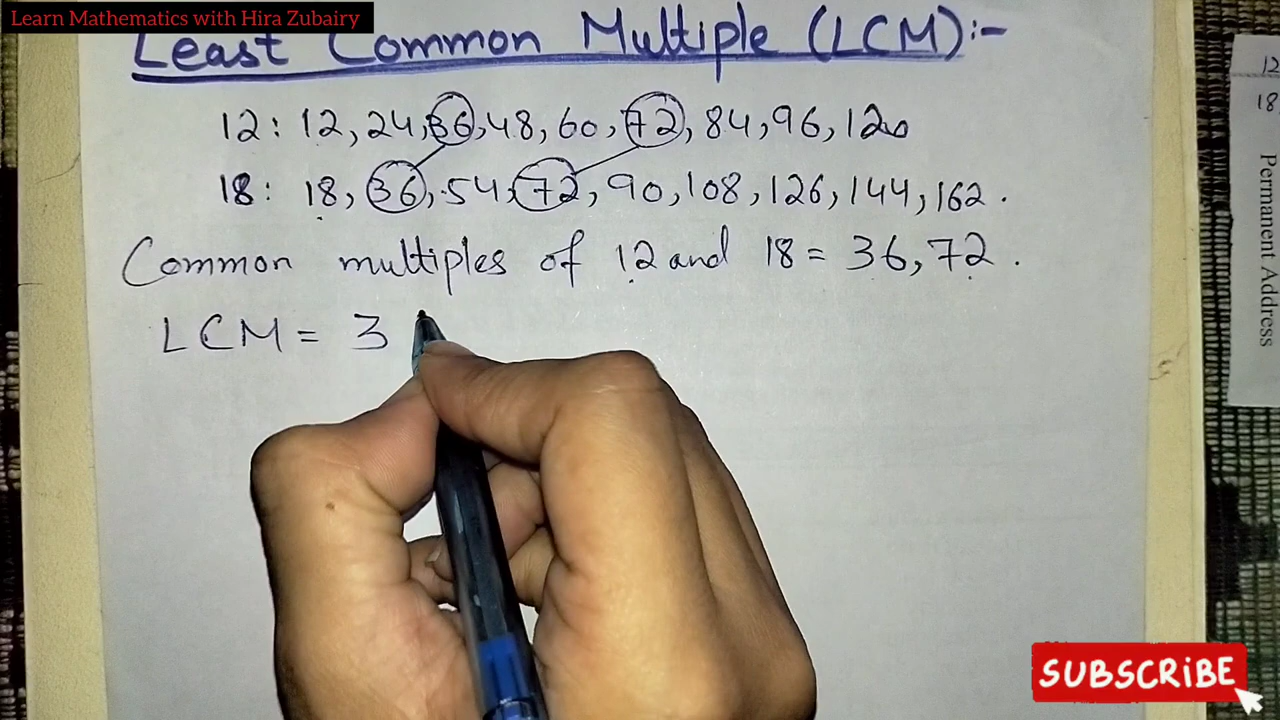 Learn Mathematics with Hira Zubairy
Least Common Multiple (LCM):-
12: 12, 24, 36, 48, 60, 72, 84, 96, 120
18: 18, 36, 54, 72, 90, 108, 126, 144, 162.
Common multiples of 12 and 18 = 36, 72.
LCM = 3
12
18
Permanent Address
SUBSCRIBE